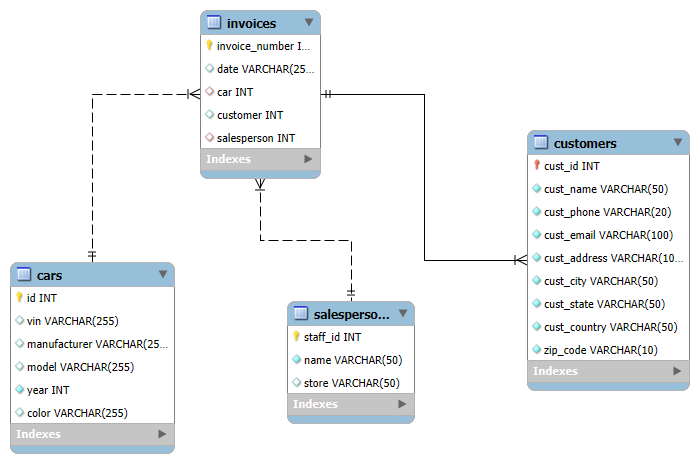 invoices
invoice_number I...
date VARCHAR(25...
car INT
customer INT
salesperson INT
Indexes
customers
cust_id INT
cust_name VARCHAR(50)
cust_phone VARCHAR(20)
cust_email VARCHAR(100)
cust_address VARCHAR(10...
cust_city VARCHAR(50)
cust_state VARCHAR(50)
cust_country VARCHAR(50)
zip_code VARCHAR(10)
Indexes
cars
id INT
vin VARCHAR(255)
manufacturer VARCHAR(25...
model VARCHAR(255)
year INT
color VARCHAR(255)
Indexes
salesperso...
staff_id INT
name VARCHAR(50)
store VARCHAR(50)
Indexes